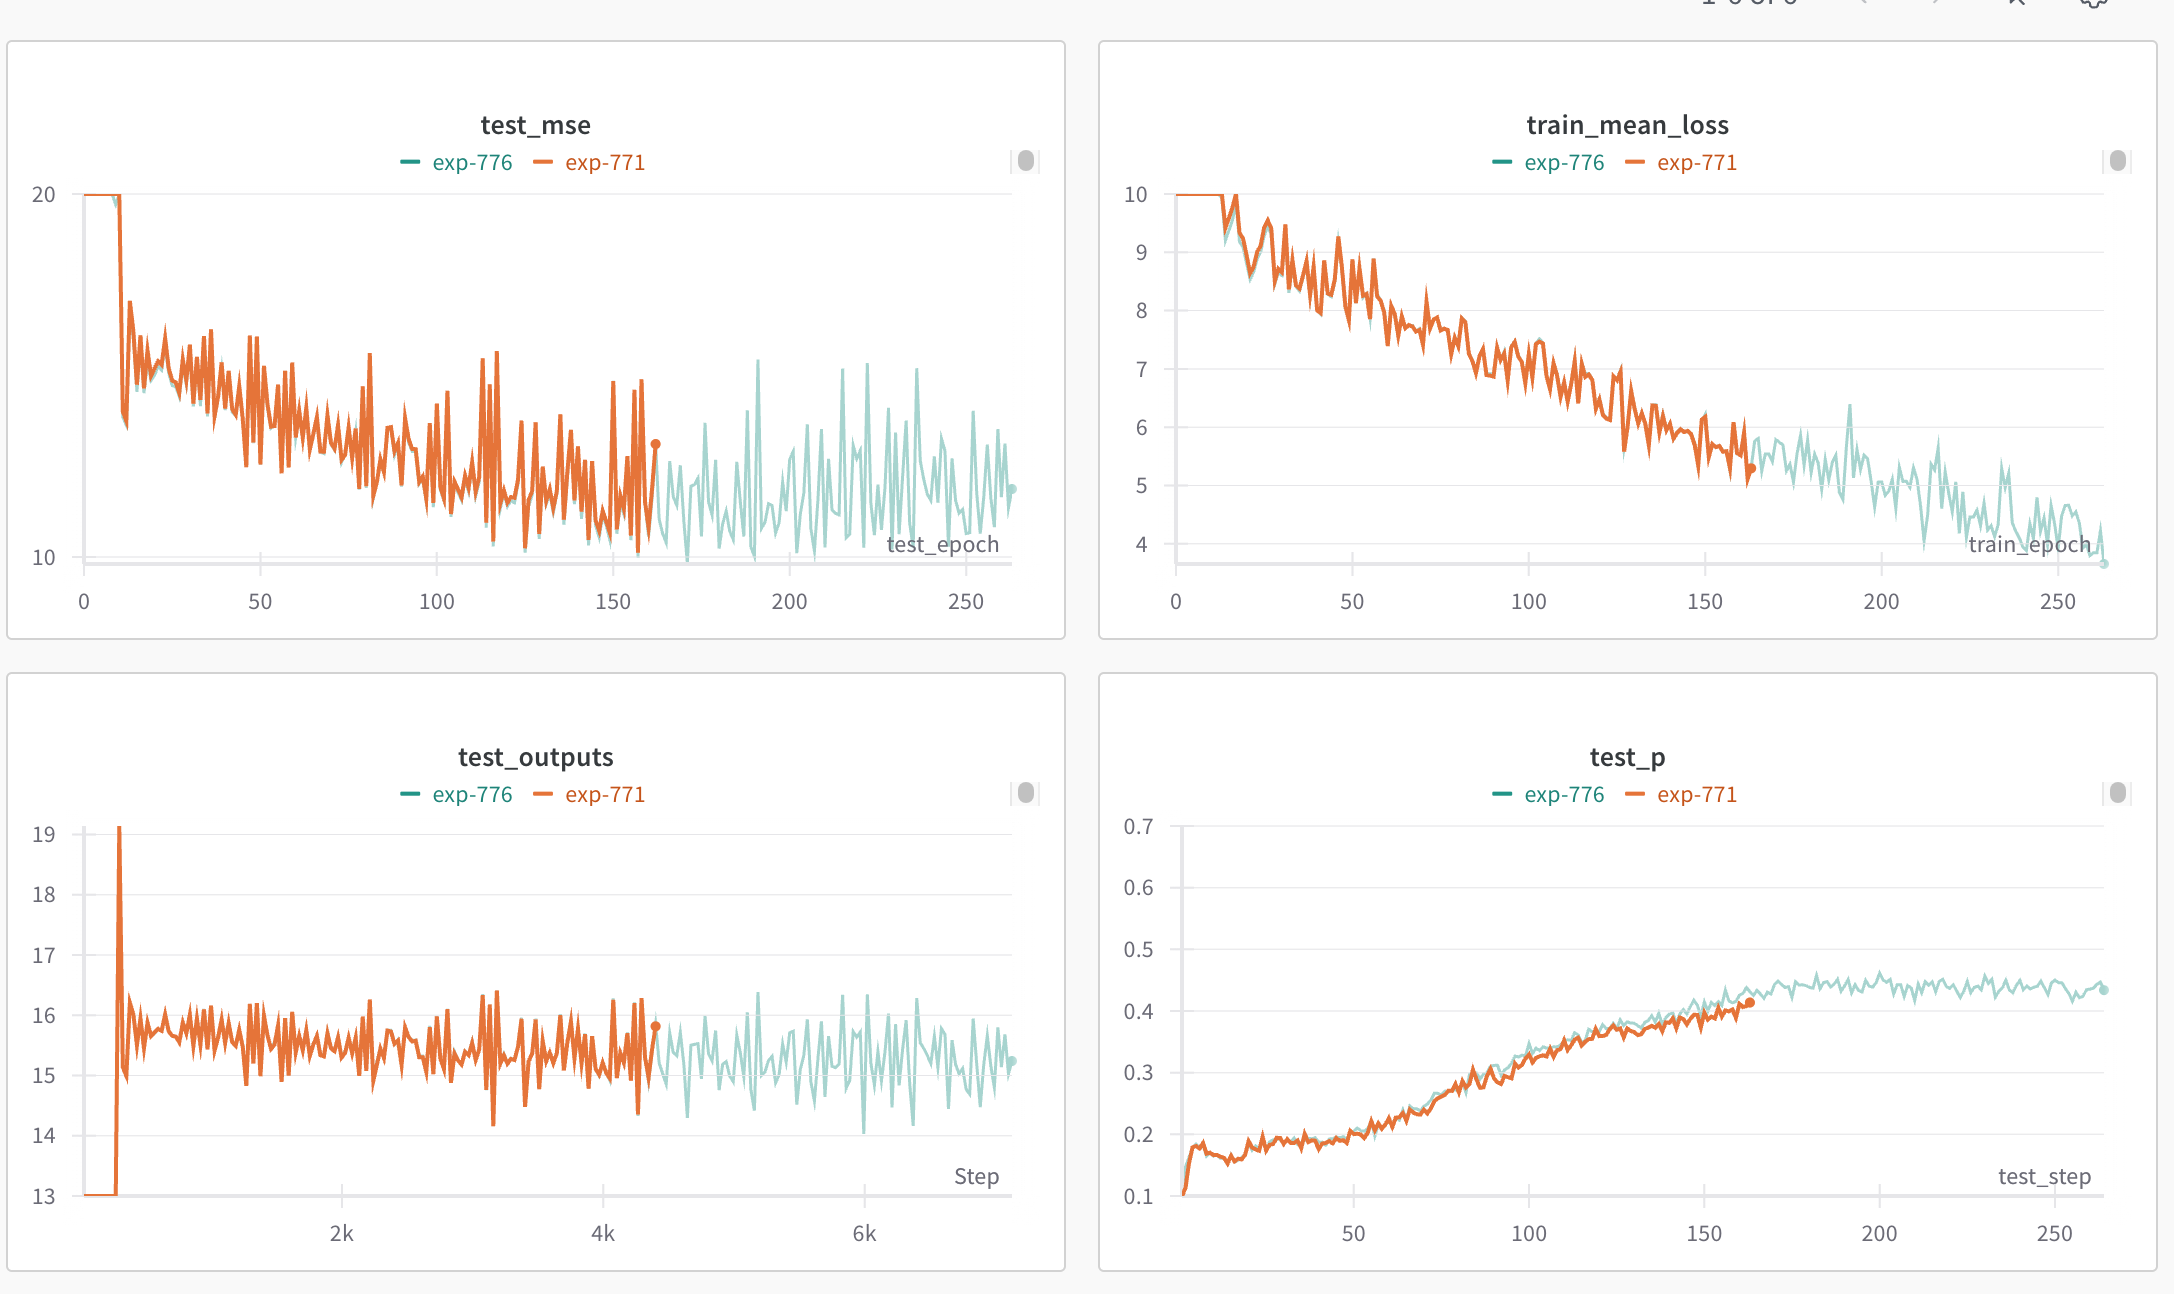 test_mse
exp-776 exp-771
20
10
test_epoch
0 50 100 150 200 250
train_mean_loss
exp-776 exp-771
10
9
8
7
6
5
4
train_epoch
0 50 100 150 200 250
test_outputs
exp-776 exp-771
19
18
17
16
15
14
13
Step
2k 4k 6k
test_p
exp-776 exp-771
0.7
0.6
0.5
0.4
0.3
0.2
0.1
test_step
50 100 150 200 250